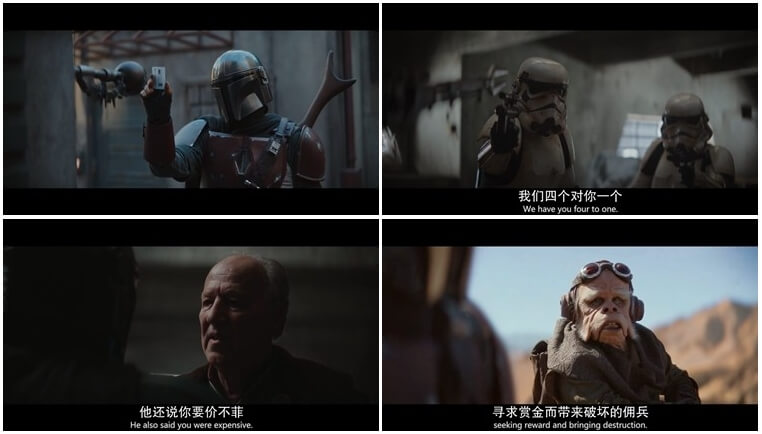 我们四个对你一个
We have you four to one.
他还说你要价不菲
He also said you were expensive.
寻求赏金而带来破坏的佣兵
seeking reward and bringing destruction.